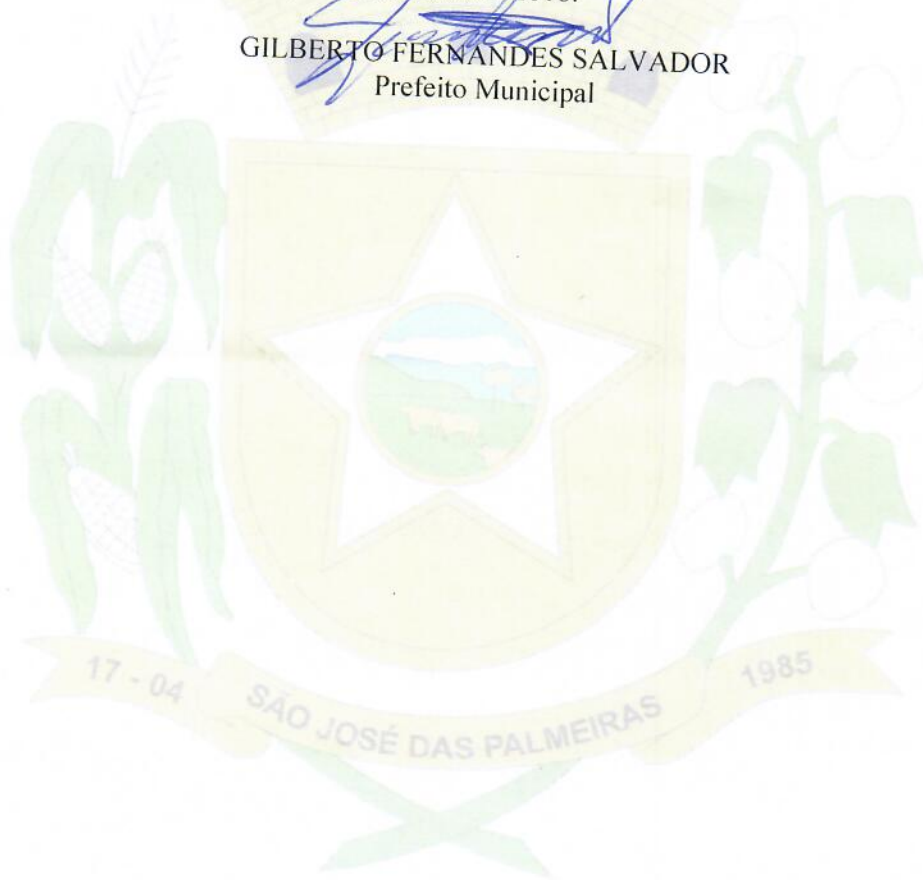 GILBERTO FERNANDES SALVADOR
Prefeito Municipal
17 - 04
SÃO JOSÉ DAS PALMEIRAS
1985